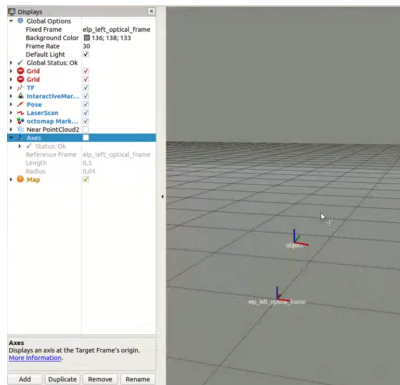 Displays
Global Options
Fixed Frame elp_left_optical_frame
Background Color 136; 138; 133
Frame Rate 30
Default Light
Global Status: Ok
Grid
Grid
TF
InteractiveMar...
Pose
LaserScan
octomap Mark...
Near PointCloud2
Axes
Status: Ok
Reference Frame elp_left_optical_frame
Length 0,3
Radius 0,04
Map
Object
elp_left_optical_frame
Axes
Displays an axis at the Target Frame's origin.
More Information.
Add Duplicate Remove Rename